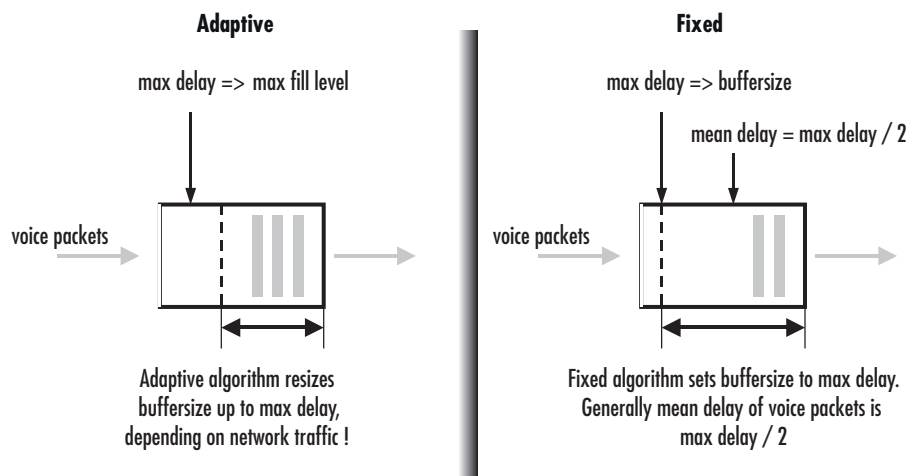 Adaptive
max delay => max fill level
voice packets
Adaptive algorithm resizes
buffersize up to max delay,
depending on network traffic !
Fixed
max delay => buffersize
mean delay = max delay / 2
voice packets
Fixed algorithm sets buffersize to max delay.
Generally mean delay of voice packets is
max delay / 2